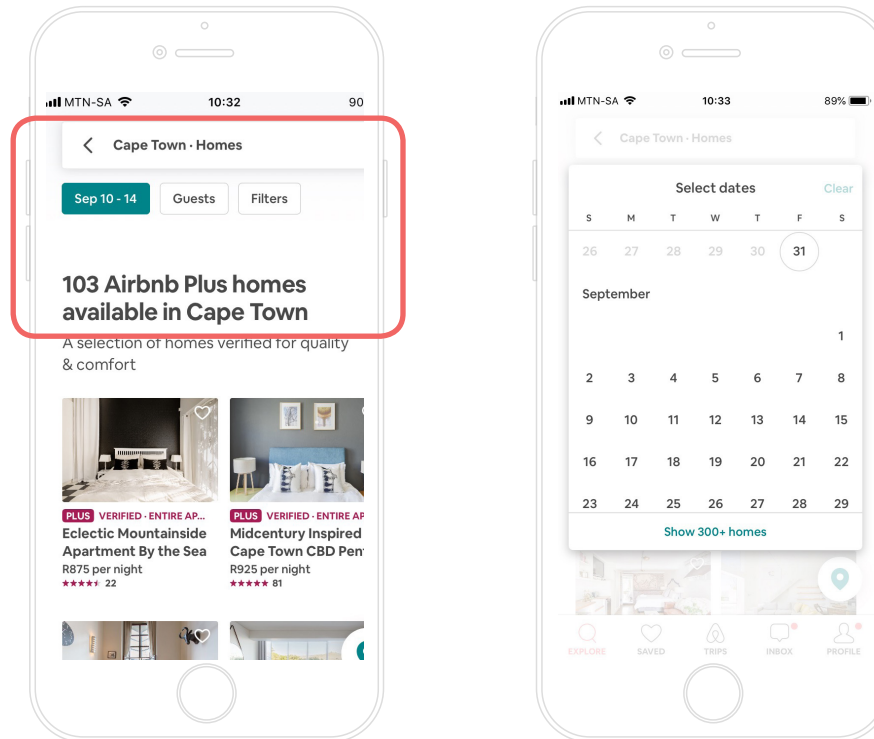 MTN-SA 10:32 90
Cape Town · Homes
Sep 10 - 14 Guests Filters
103 Airbnb Plus homes
available in Cape Town
A selection of homes verified for quality
& comfort
PLUS VERIFIED · ENTIRE AP...
Eclectic Mountainside
Apartment By the Sea
R875 per night
22
PLUS VERIFIED · ENTIRE AP
Midcentury Inspired
Cape Town CBD Pen
R925 per night
81
MTN-SA 10:33 89%
Cape Town · Homes
Select dates Clear
S M T W T F S
26 27 28 29 30 31
September
1
2 3 4 5 6 7 8
9 10 11 12 13 14 15
16 17 18 19 20 21 22
23 24 25 26 27 28 29
Show 300+ homes
EXPLORE SAVED TRIPS INBOX PROFILE